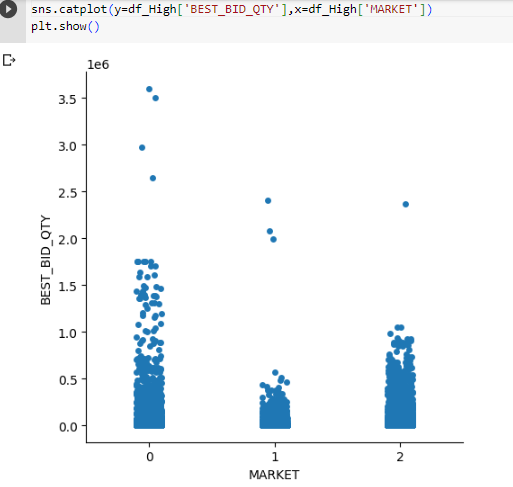 sns.catplot(y=df_High['BEST_BID_QTY'],x=df_High['MARKET'])
plt.show()
1e6
3.5
3.0
2.5
2.0
1.5
1.0
0.5
0.0
BEST_BID_QTY
0 1 2
MARKET